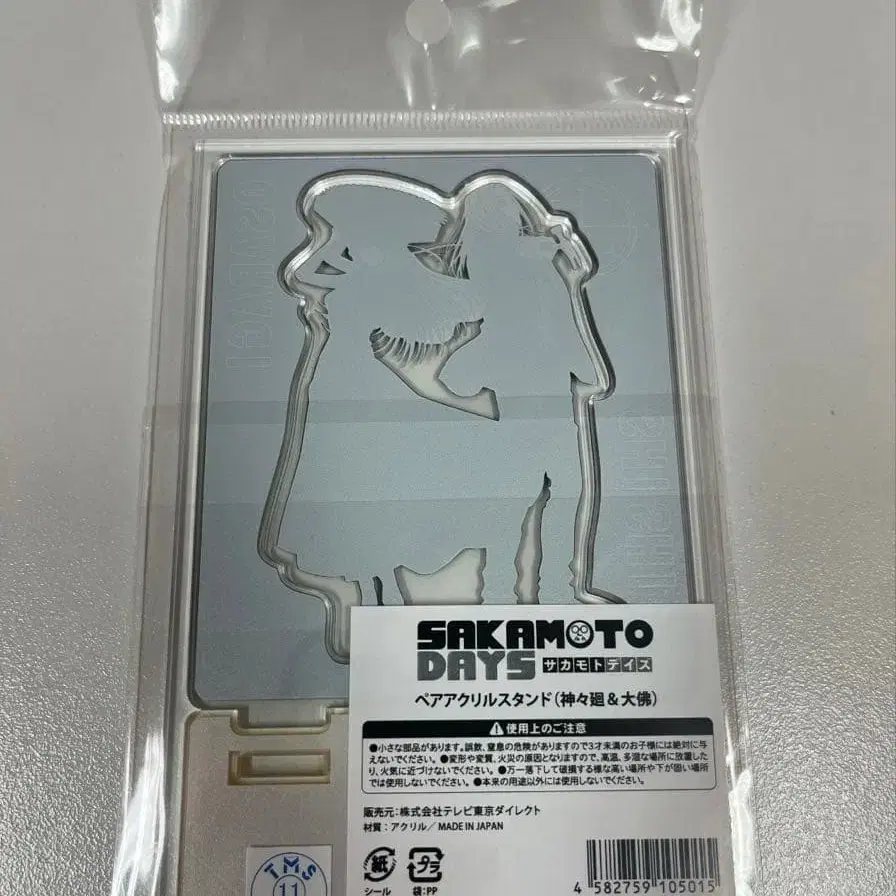 OSARAGI
SHISHIBA
SAKAMOTO
DAYS サカモトデイズ
ペアアクリルスタンド(神々廻&大佛)
使用上のご注意
●小さな部品があります。誤飲、窒息の危険がありますので3才未満のお子様には絶対に与
えないでください。●変形や変質、火災の原因となりますので、高温、多湿な場所に放置した
り、火気に近づけないでください。●万一落下して破損する様な高い場所や下が固い場所
では使用しないでください。●本来の用途以外には使用しないでください。
販売元:株式会社テレビ東京ダイレクト
材質:アクリル/MADE IN JAPAN
紙
シール
プラ
袋:PP
4 582759 105015
TMS
11